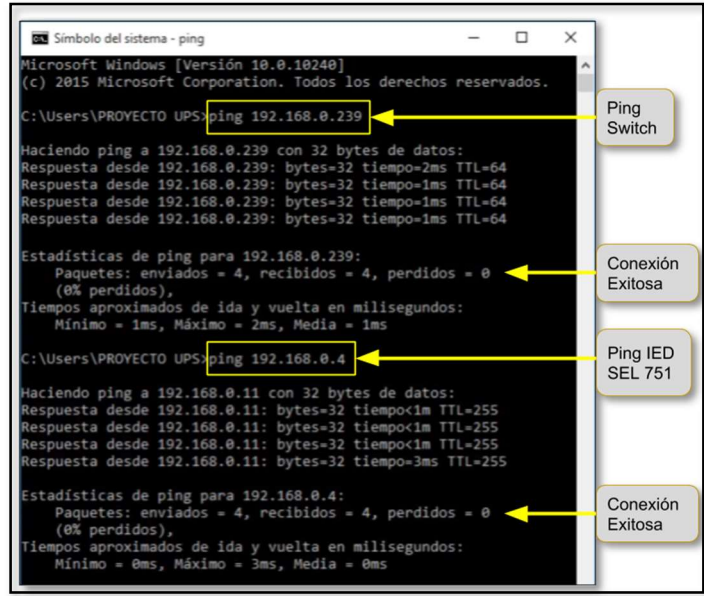 Símbolo del sistema - ping
Microsoft Windows [Versión 10.0.10240]
(c) 2015 Microsoft Corporation. Todos los derechos reservados.
C:\Users\PROYECTO UPS>ping 192.168.0.239
Ping
Switch
Haciendo ping a 192.168.0.239 con 32 bytes de datos:
Respuesta desde 192.168.0.239: bytes=32 tiempo=2ms TTL=64
Respuesta desde 192.168.0.239: bytes=32 tiempo=1ms TTL=64
Respuesta desde 192.168.0.239: bytes=32 tiempo=1ms TTL=64
Respuesta desde 192.168.0.239: bytes=32 tiempo=1ms TTL=64
Estadísticas de ping para 192.168.0.239:
Paquetes: enviados = 4, recibidos = 4, perdidos = 0
(0% perdidos),
Conexión
Exitosa
Tiempos aproximados de ida y vuelta en milisegundos:
Mínimo = 1ms, Máximo = 2ms, Media = 1ms
C:\Users\PROYECTO UPS>ping 192.168.0.4
Ping IED
SEL 751
Haciendo ping a 192.168.0.11 con 32 bytes de datos:
Respuesta desde 192.168.0.11: bytes=32 tiempo<1m TTL=255
Respuesta desde 192.168.0.11: bytes=32 tiempo<1m TTL=255
Respuesta desde 192.168.0.11: bytes=32 tiempo<1m TTL=255
Respuesta desde 192.168.0.11: bytes=32 tiempo=3ms TTL=255
Estadísticas de ping para 192.168.0.4:
Paquetes: enviados = 4, recibidos = 4, perdidos = 0
(0% perdidos),
Conexión
Exitosa
Tiempos aproximados de ida y vuelta en milisegundos:
Mínimo = 0ms, Máximo = 3ms, Media = 0ms